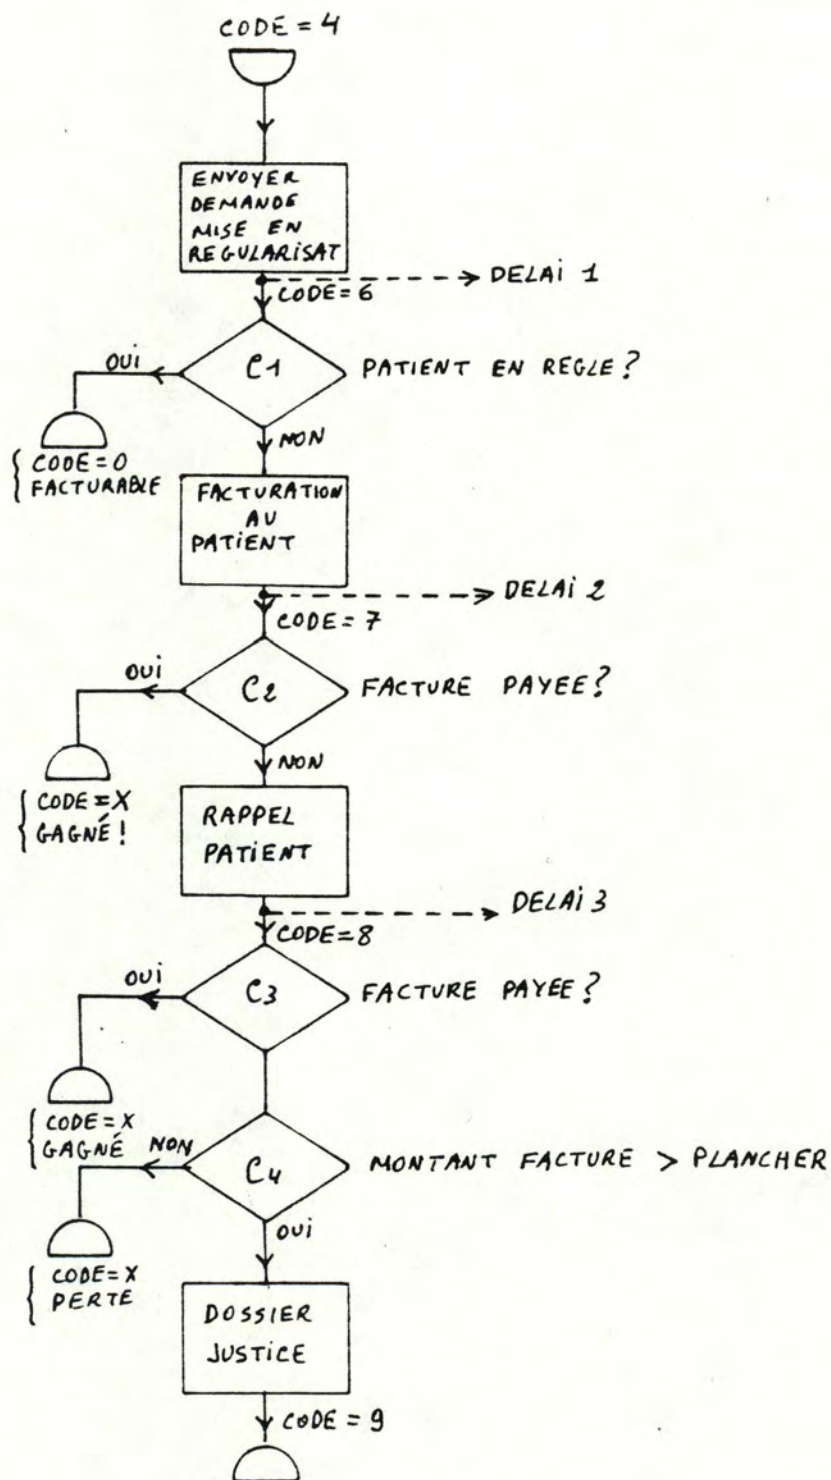 CODE = 4
ENVOYER
DEMANDE
MISE EN
REGULARISAT
DELAI 1
CODE=6
OUI
C1
PATIENT EN REGLE?
NON
CODE=0
FACTURABLE
FACTURATION
AU
PATIENT
DELAI 2
CODE= 7
OUI
C2
FACTURE PAYEE?
NON
CODE=X
GAGNÉ!
RAPPEL
PATIENT
DELAI 3
CODE=8
OUI
C3
FACTURE PAYEE?
CODE=X
GAGNÉ
NON
C4
MONTANT FACTURE > PLANCHER
OUI
CODE=X
PERTE
DOSSIER
JUSTICE
CODE = 9